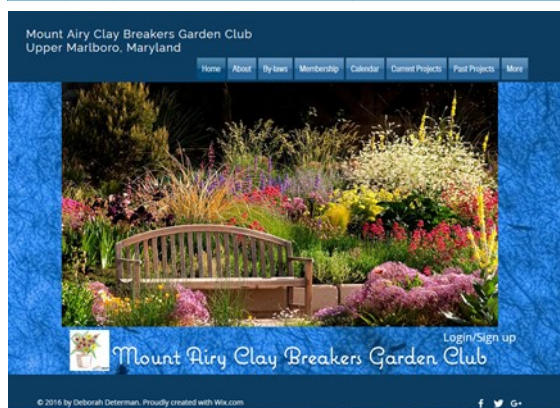 Mount Airy Clay Breakers Garden Club
Upper Marlboro, Maryland
Home About By-laws Membership Calendar Current Projects Past Projects More
Login/Sign up
Mount Airy Clay Breakers Garden Club
© 2016 by Deborah Determan. Proudly created with Wix.com
f G+